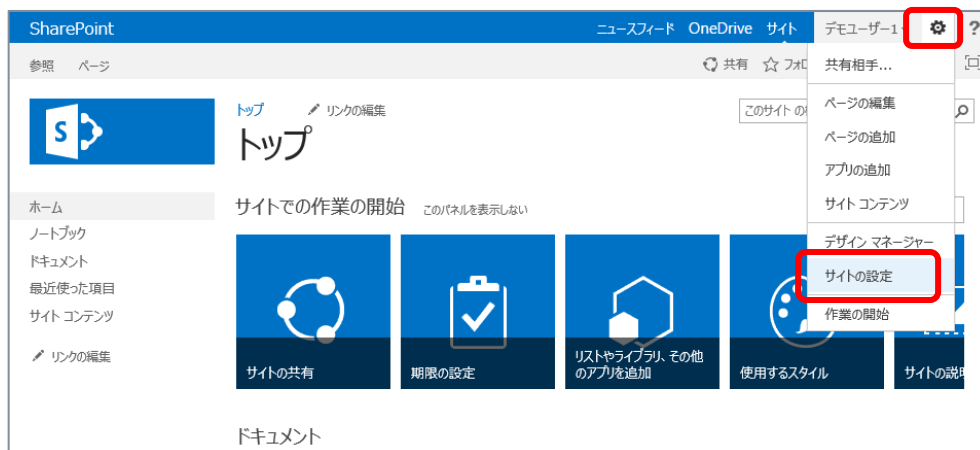 SharePoint ニュースフィード OneDrive サイト デモユーザー1 ?
参照 ページ 共有 ☆ フォロ
共有相手...
トップ リンクの編集
このサイト の
ページの編集
トップ
ページの追加
アプリの追加
サイト コンテンツ
S
ホーム
ノートブック
ドキュメント
最近使った項目
サイト コンテンツ
リンクの編集
サイトでの作業の開始 このパネルを表示しない
デザイン マネージャー
サイトの設定
作業の開始
サイトの共有
期限の設定
リストやライブラリ、その他
のアプリを追加
使用するスタイル
サイトの説明
ドキュメント